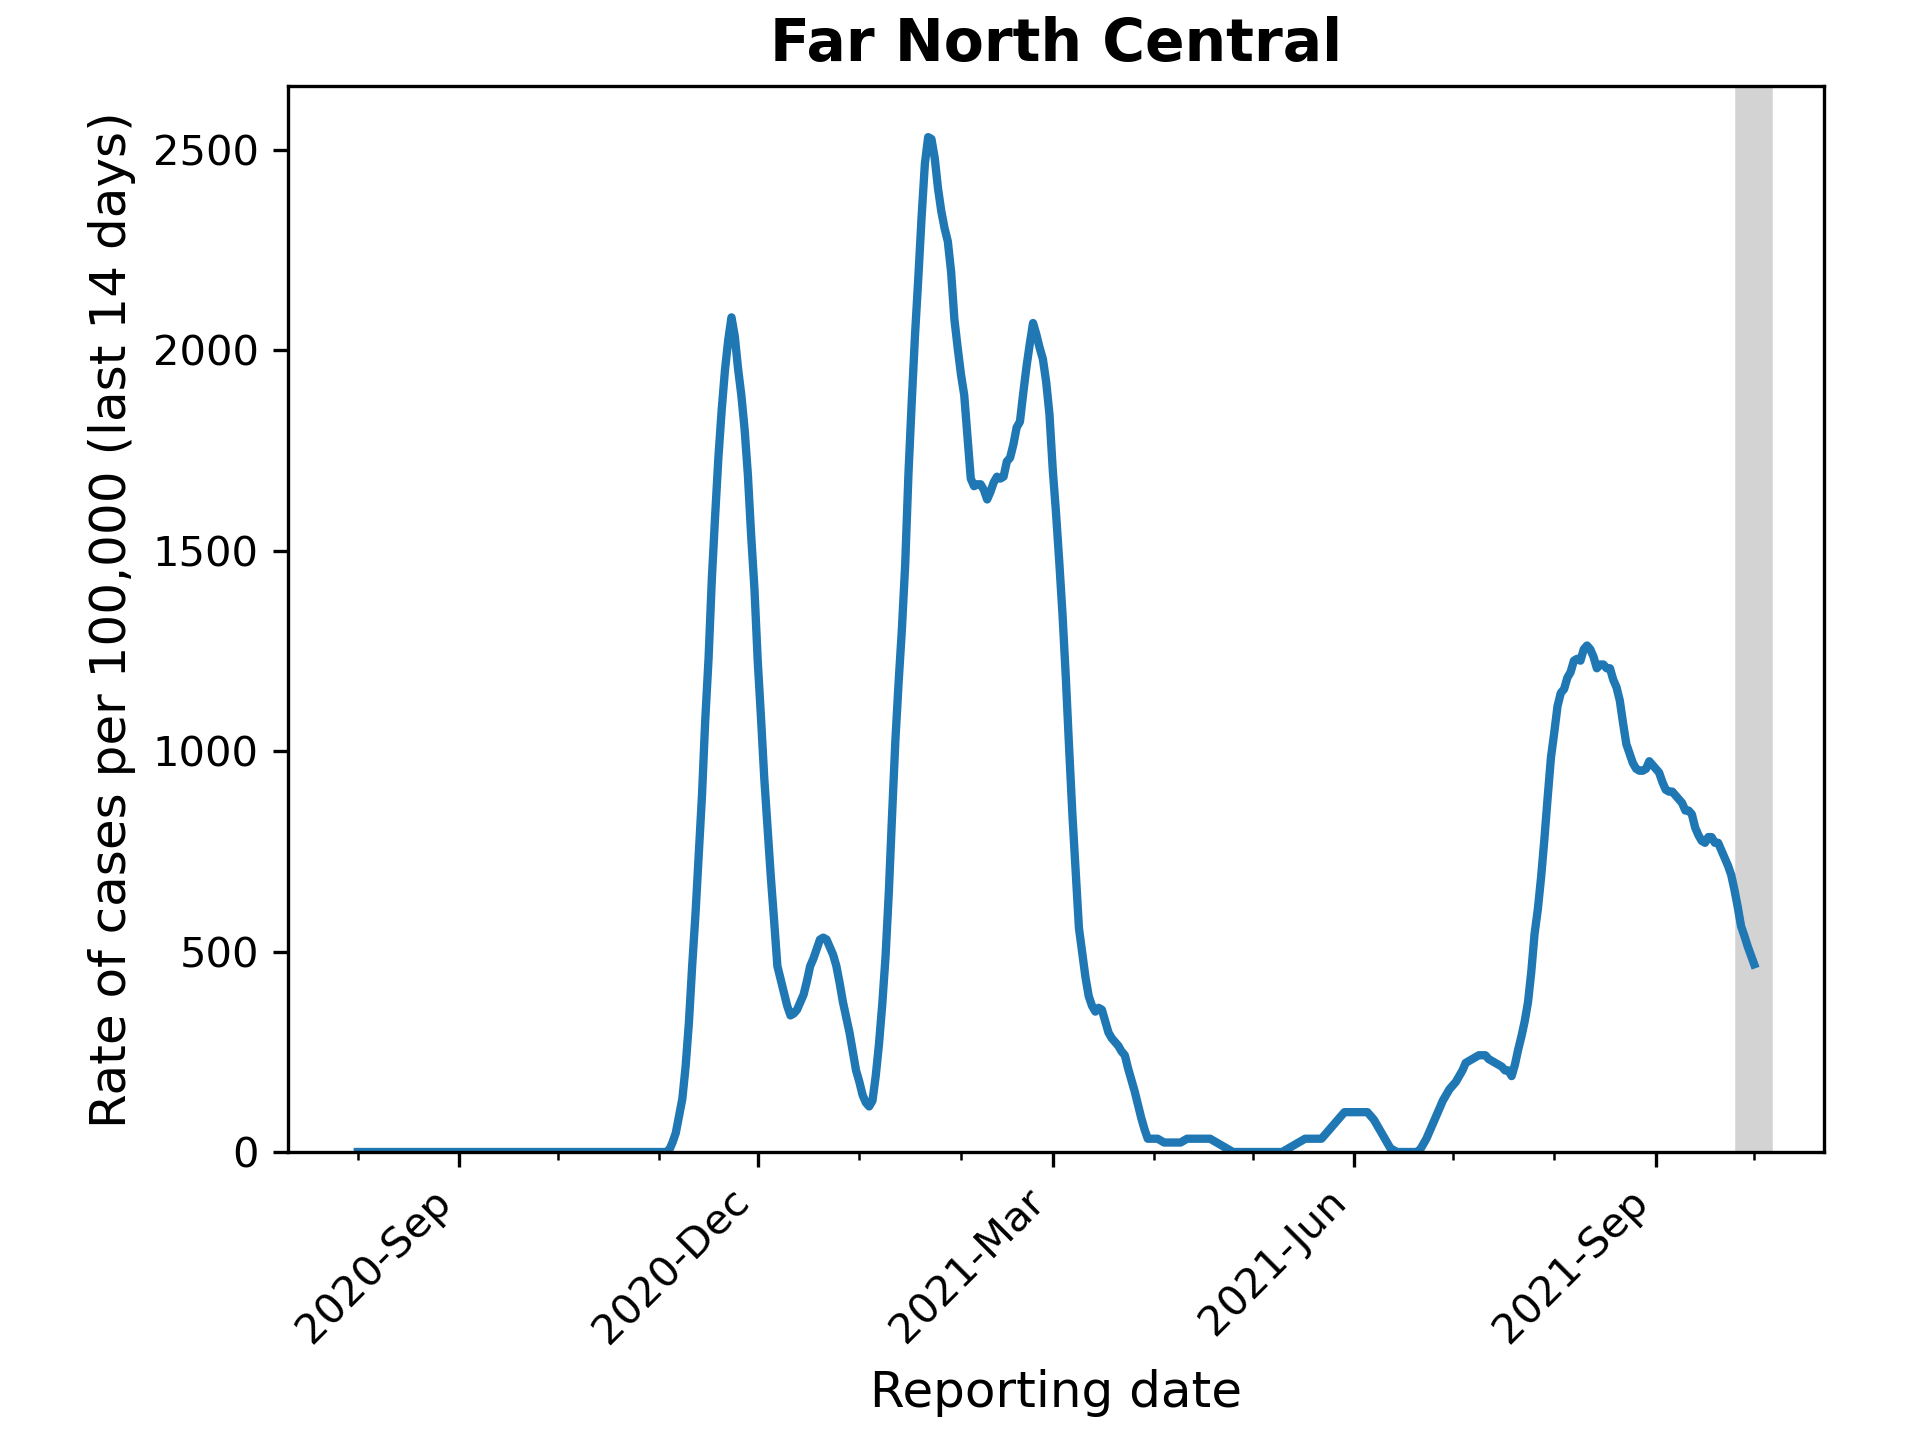 Far North Central
Rate of cases per 100,000 (last 14 days)
2500
2000
1500
1000
500
0
2020-Sep
2020-Dec
2021-Mar
2021-Jun
2021-Sep
Reporting date